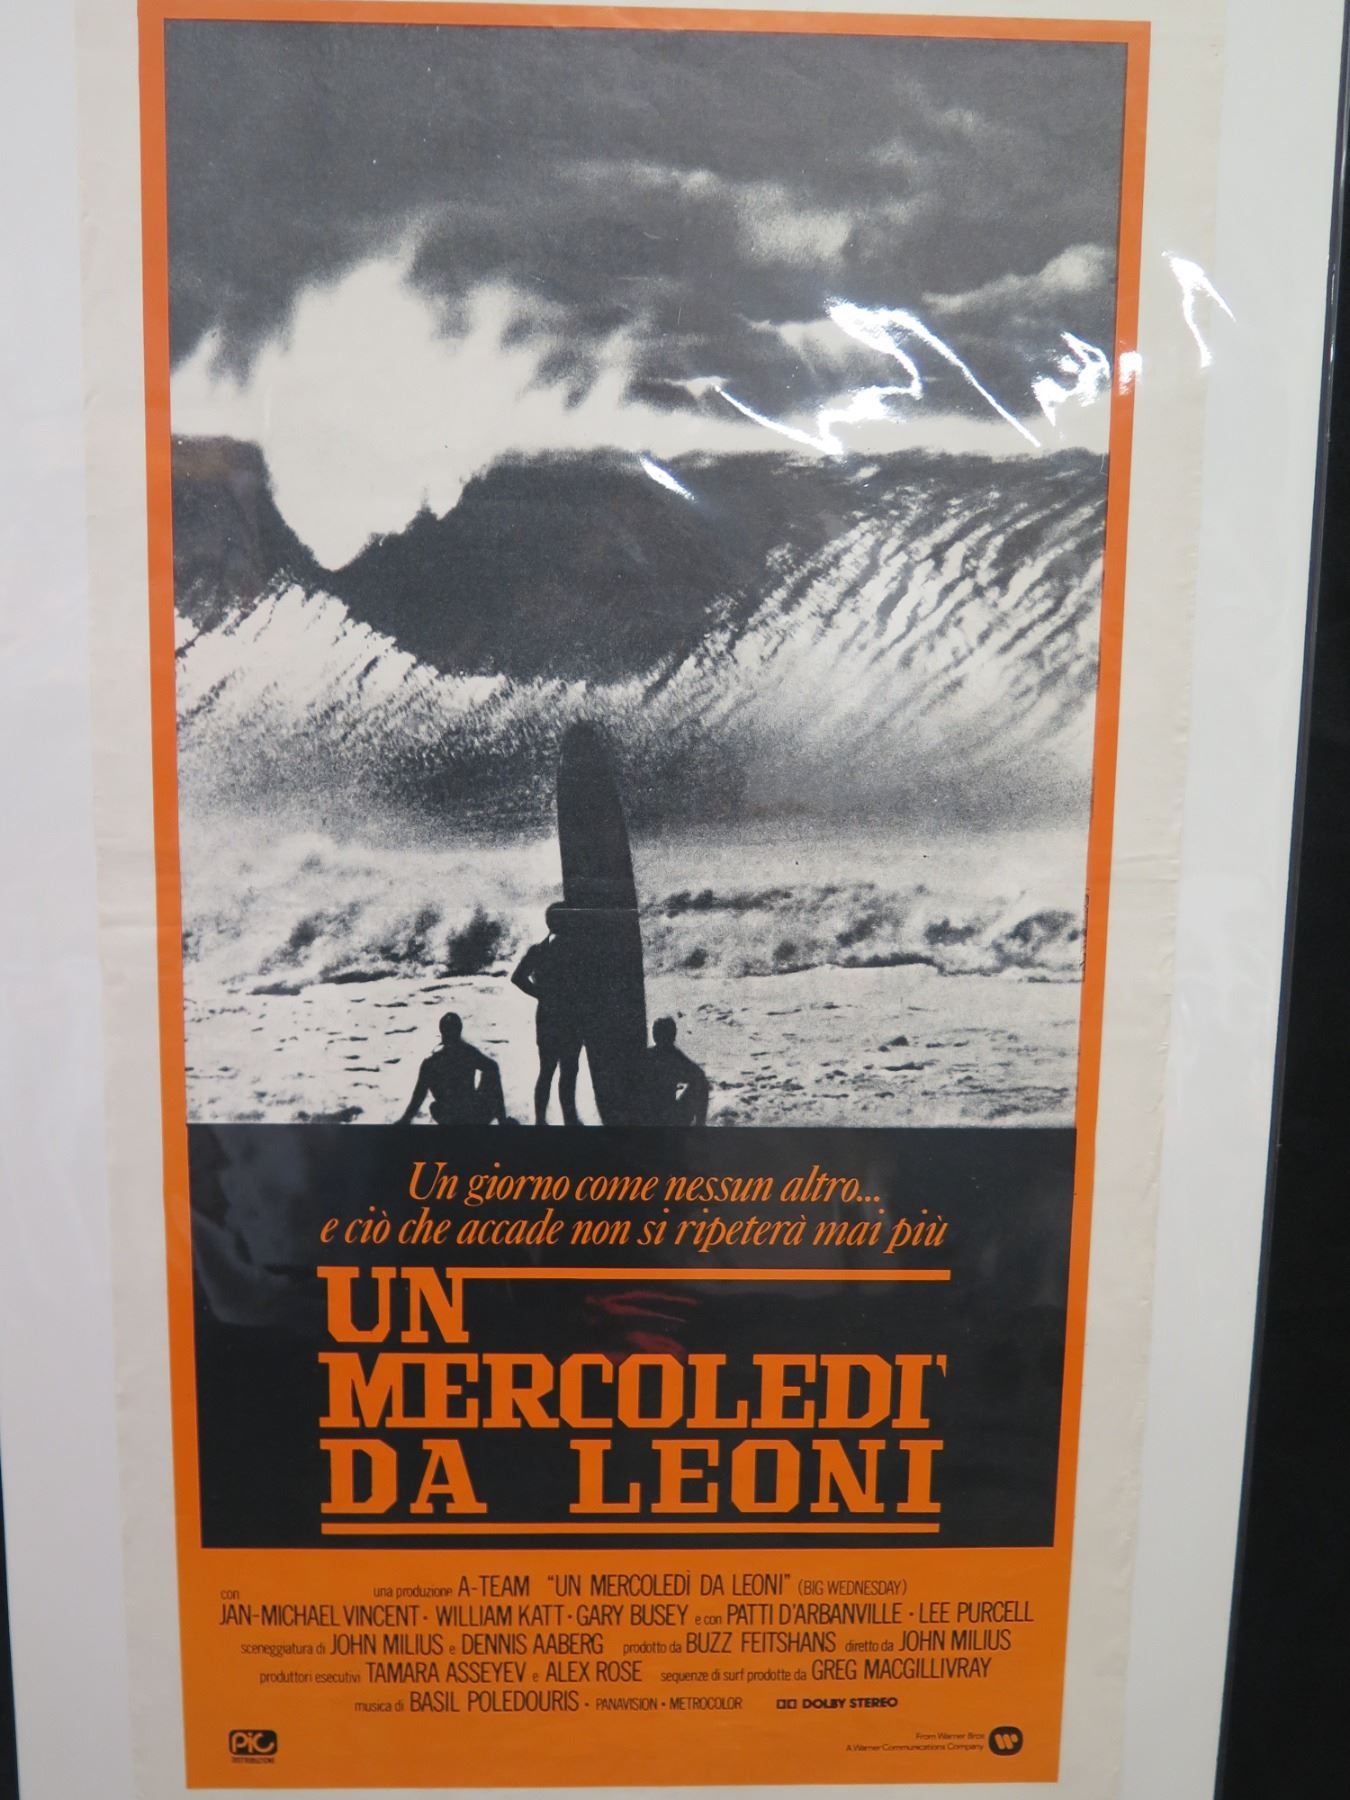 Un giorno come nessun altro...
e ciò che accade non si ripeterà mai più
UN
MERCOLEDI'
DA LEONI
una produzione A-TEAM "UN MERCOLEDÌ DA LEONI" (BIG WEDNESDAY)
con JAN-MICHAEL VINCENT · WILLIAM KATT · GARY BUSEY e con PATTI D'ARBANVILLE · LEE PURCELL
sceneggiatura di JOHN MILIUS e DENNIS AABERG prodotto da BUZZ FEITSHANS diretto da JOHN MILIUS
produttori esecutivi TAMARA ASSEYEV e ALEX ROSE sequenze di surf prodotte da GREG MACGILLIVRAY
musica di BASIL POLEDOURIS · PANAVISION · METROCOLOR DOLBY STEREO
PIC
DISTRIBUZIONE
From Warner Bros
A Warner Communications Company